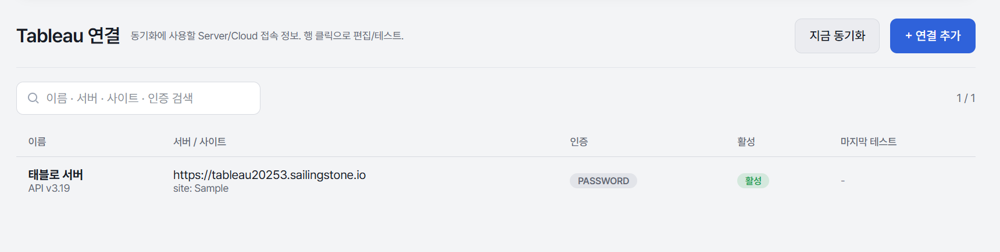 Tableau 연결 동기화에 사용할 Server/Cloud 접속 정보. 행 클릭으로 편집/테스트. 지금 동기화 + 연결 추가
이름 · 서버 · 사이트 · 인증 검색 1 / 1
이름 서버 / 사이트 인증 활성 마지막 테스트
태블로 서버 https://tableau20253.sailingstone.io PASSWORD 활성 -
API v3.19 site: Sample